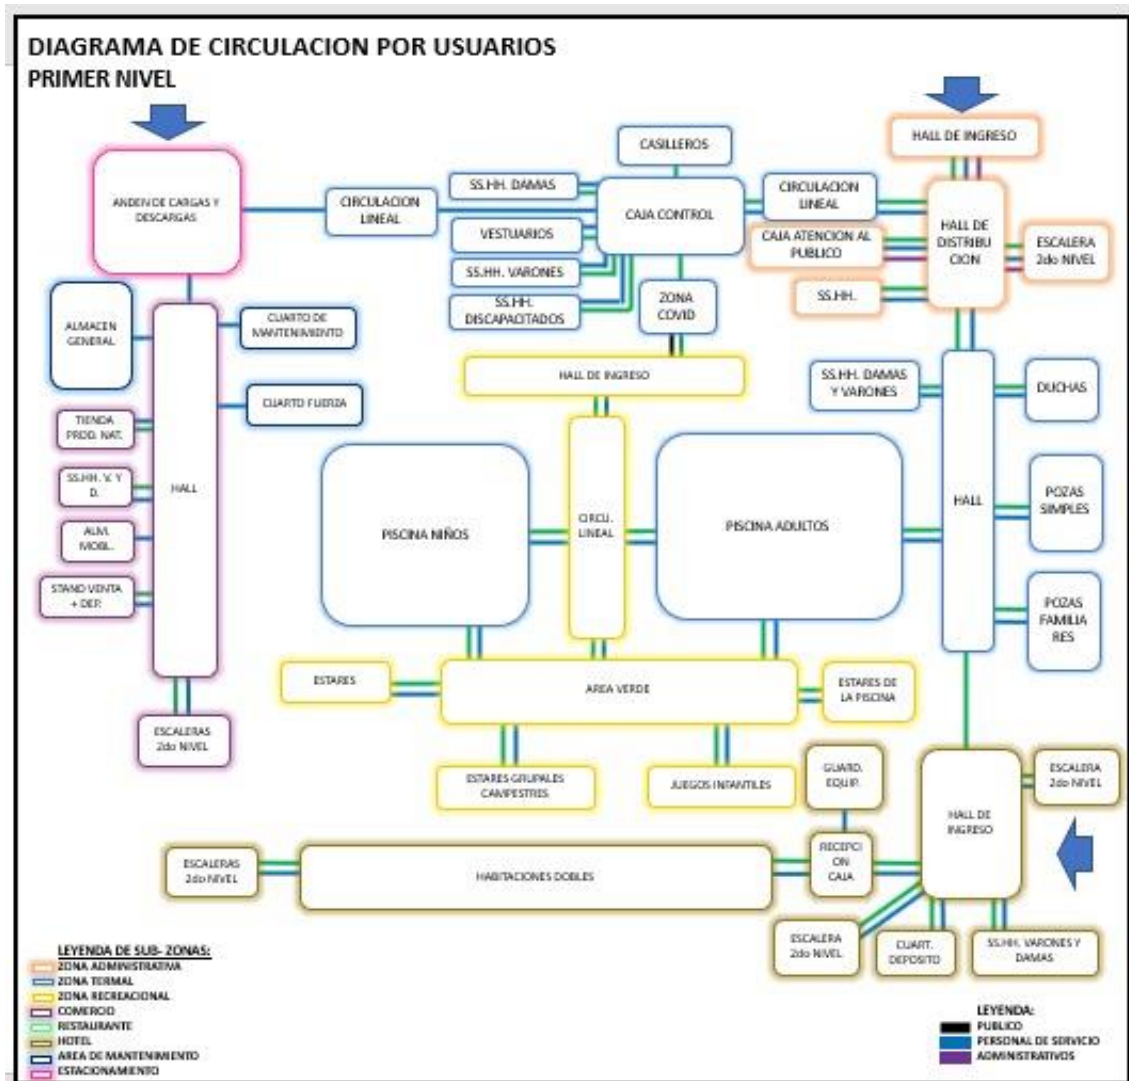 DIAGRAMA DE CIRCULACION POR USUARIOS
PRIMER NIVEL
HALL DE INGRESO
CASILLEROS
ANDEN DE CARGAS Y
DESCARGAS
CIRCULACION
LINEAL
SS.HH. DAMAS
CAJA CONTROL
CIRCULACION
LINEAL
HALL DE
DISTRIBU
CION
VESTUARIOS
CAJA ATENCION AL
PUBLICO
ESCALERA
2do NIVEL
SS.HH. VARONES
SS.HH.
DISCAPACITADOS
ZONA
COVID
SS.HH.
ALMACEN
GENERAL
CUARTO DE
MANTENIMIENTO
HALL DE INGRESO
SS.HH. DAMAS
Y VARONES
DUCHAS
CUARTO FUERZA
TIENDA
PROD. NAT.
SS.HH. V. Y
D.
HALL
ALM.
MOBL.
STAND VENTA
+ DEP.
PISCINA NIÑOS
CIRCU.
LINEAL
PISCINA ADULTOS
HALL
POZAS
SIMPLES
POZAS
FAMILIA
RES
ESTARES
AREA VERDE
ESTARES DE
LA PISCINA
ESCALERAS
2do NIVEL
ESTARES GRUPALES
CAMPESTRES
JUEGOS INFANTILES
GUARD.
EQUIP.
HALL DE
INGRESO
ESCALERA
2do NIVEL
ESCALERAS
2do NIVEL
HABITACIONES DOBLES
RECEPCI
ON
CAJA
ESCALERA
2do NIVEL
CUART.
DEPOSITO
SS.HH. VARONES Y
DAMAS
LEYENDA DE SUB- ZONAS:
ZONA ADMINISTRATIVA
ZONA TERMAL
ZONA RECREACIONAL
COMERCIO
RESTAURANTE
HOTEL
AREA DE MANTENIMIENTO
ESTACIONAMIENTO
LEYENDA:
PUBLICO
PERSONAL DE SERVICIO
ADMINISTRATIVOS